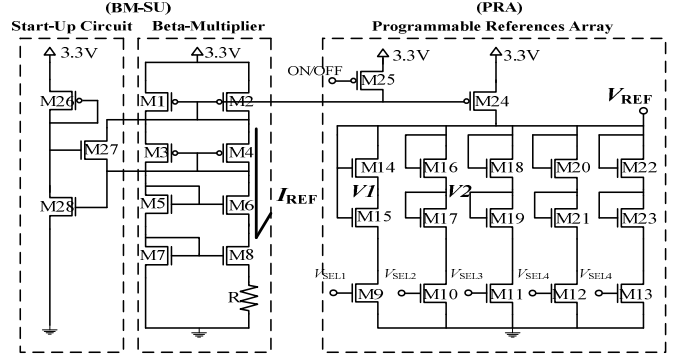 (BM-SU) (PRA)
Start-Up Circuit Beta-Multiplier Programmable References Array
3.3V 3.3V 3.3V 3.3V
ON/OFF M25
M26 M1 M2 M24 VREF
M27
M3 M4 M14 M16 M18 M20 M22
V1 V2
M28 M5 M6 IREF M15 M17 M19 M21 M23
M7 M8
VSEL1 VSEL2 VSEL3 VSEL4 VSEL4
R M9 M10 M11 M12 M13